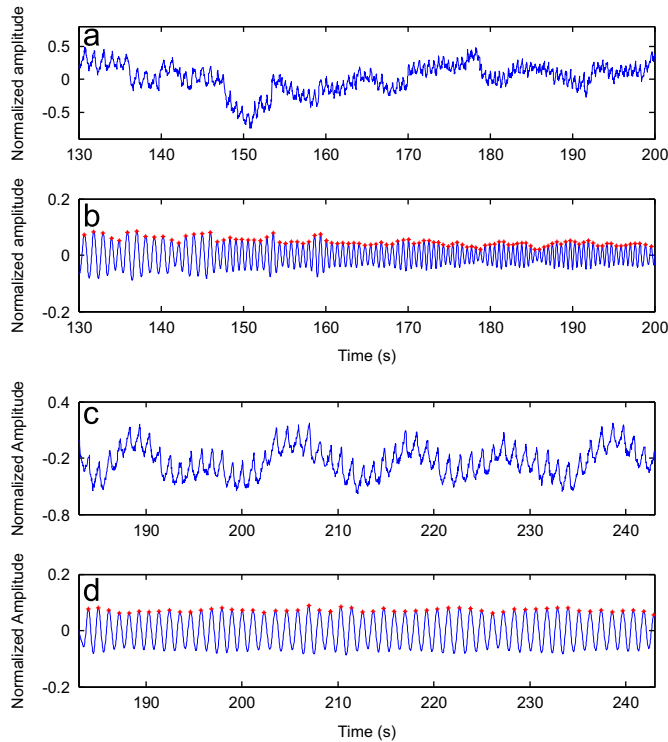 a
Normalized amplitude
0.5
0
-0.5
130 140 150 160 170 180 190 200
b
Normalized amplitude
0.2
0
-0.2
130 140 150 160 170 180 190 200
Time (s)
c
Normalized Amplitude
0.4
-0.2
-0.8
190 200 210 220 230 240
d
Normalized Amplitude
0.2
0
-0.2
190 200 210 220 230 240
Time (s)